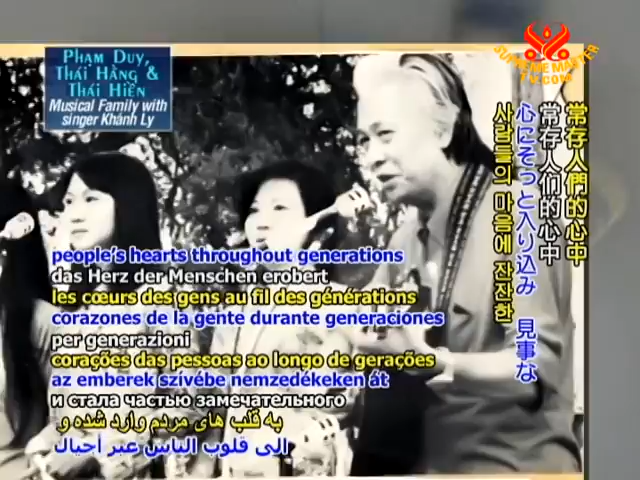 PHẠM DUY,
THÁI HẰNG &
THÁI HIỀN
Musical Family with
singer Khánh Ly
SUPREME MASTER
TV.COM
people's hearts throughout generations
das Herz der Menschen erobert
les cœurs des gens au fil des générations
corazones de la gente durante generaciones
per generazioni
corações das pessoas ao longo de gerações
az emberek szívébe nemzedékeken át
и стала частью замечательного
به قلب های مردم وارد شده و
الى قلوب الناس عبر أجيال
常存人們的心中
常存人们的心中
心にそっと入り込み 見事な
사람들의 마음에 잔잔한